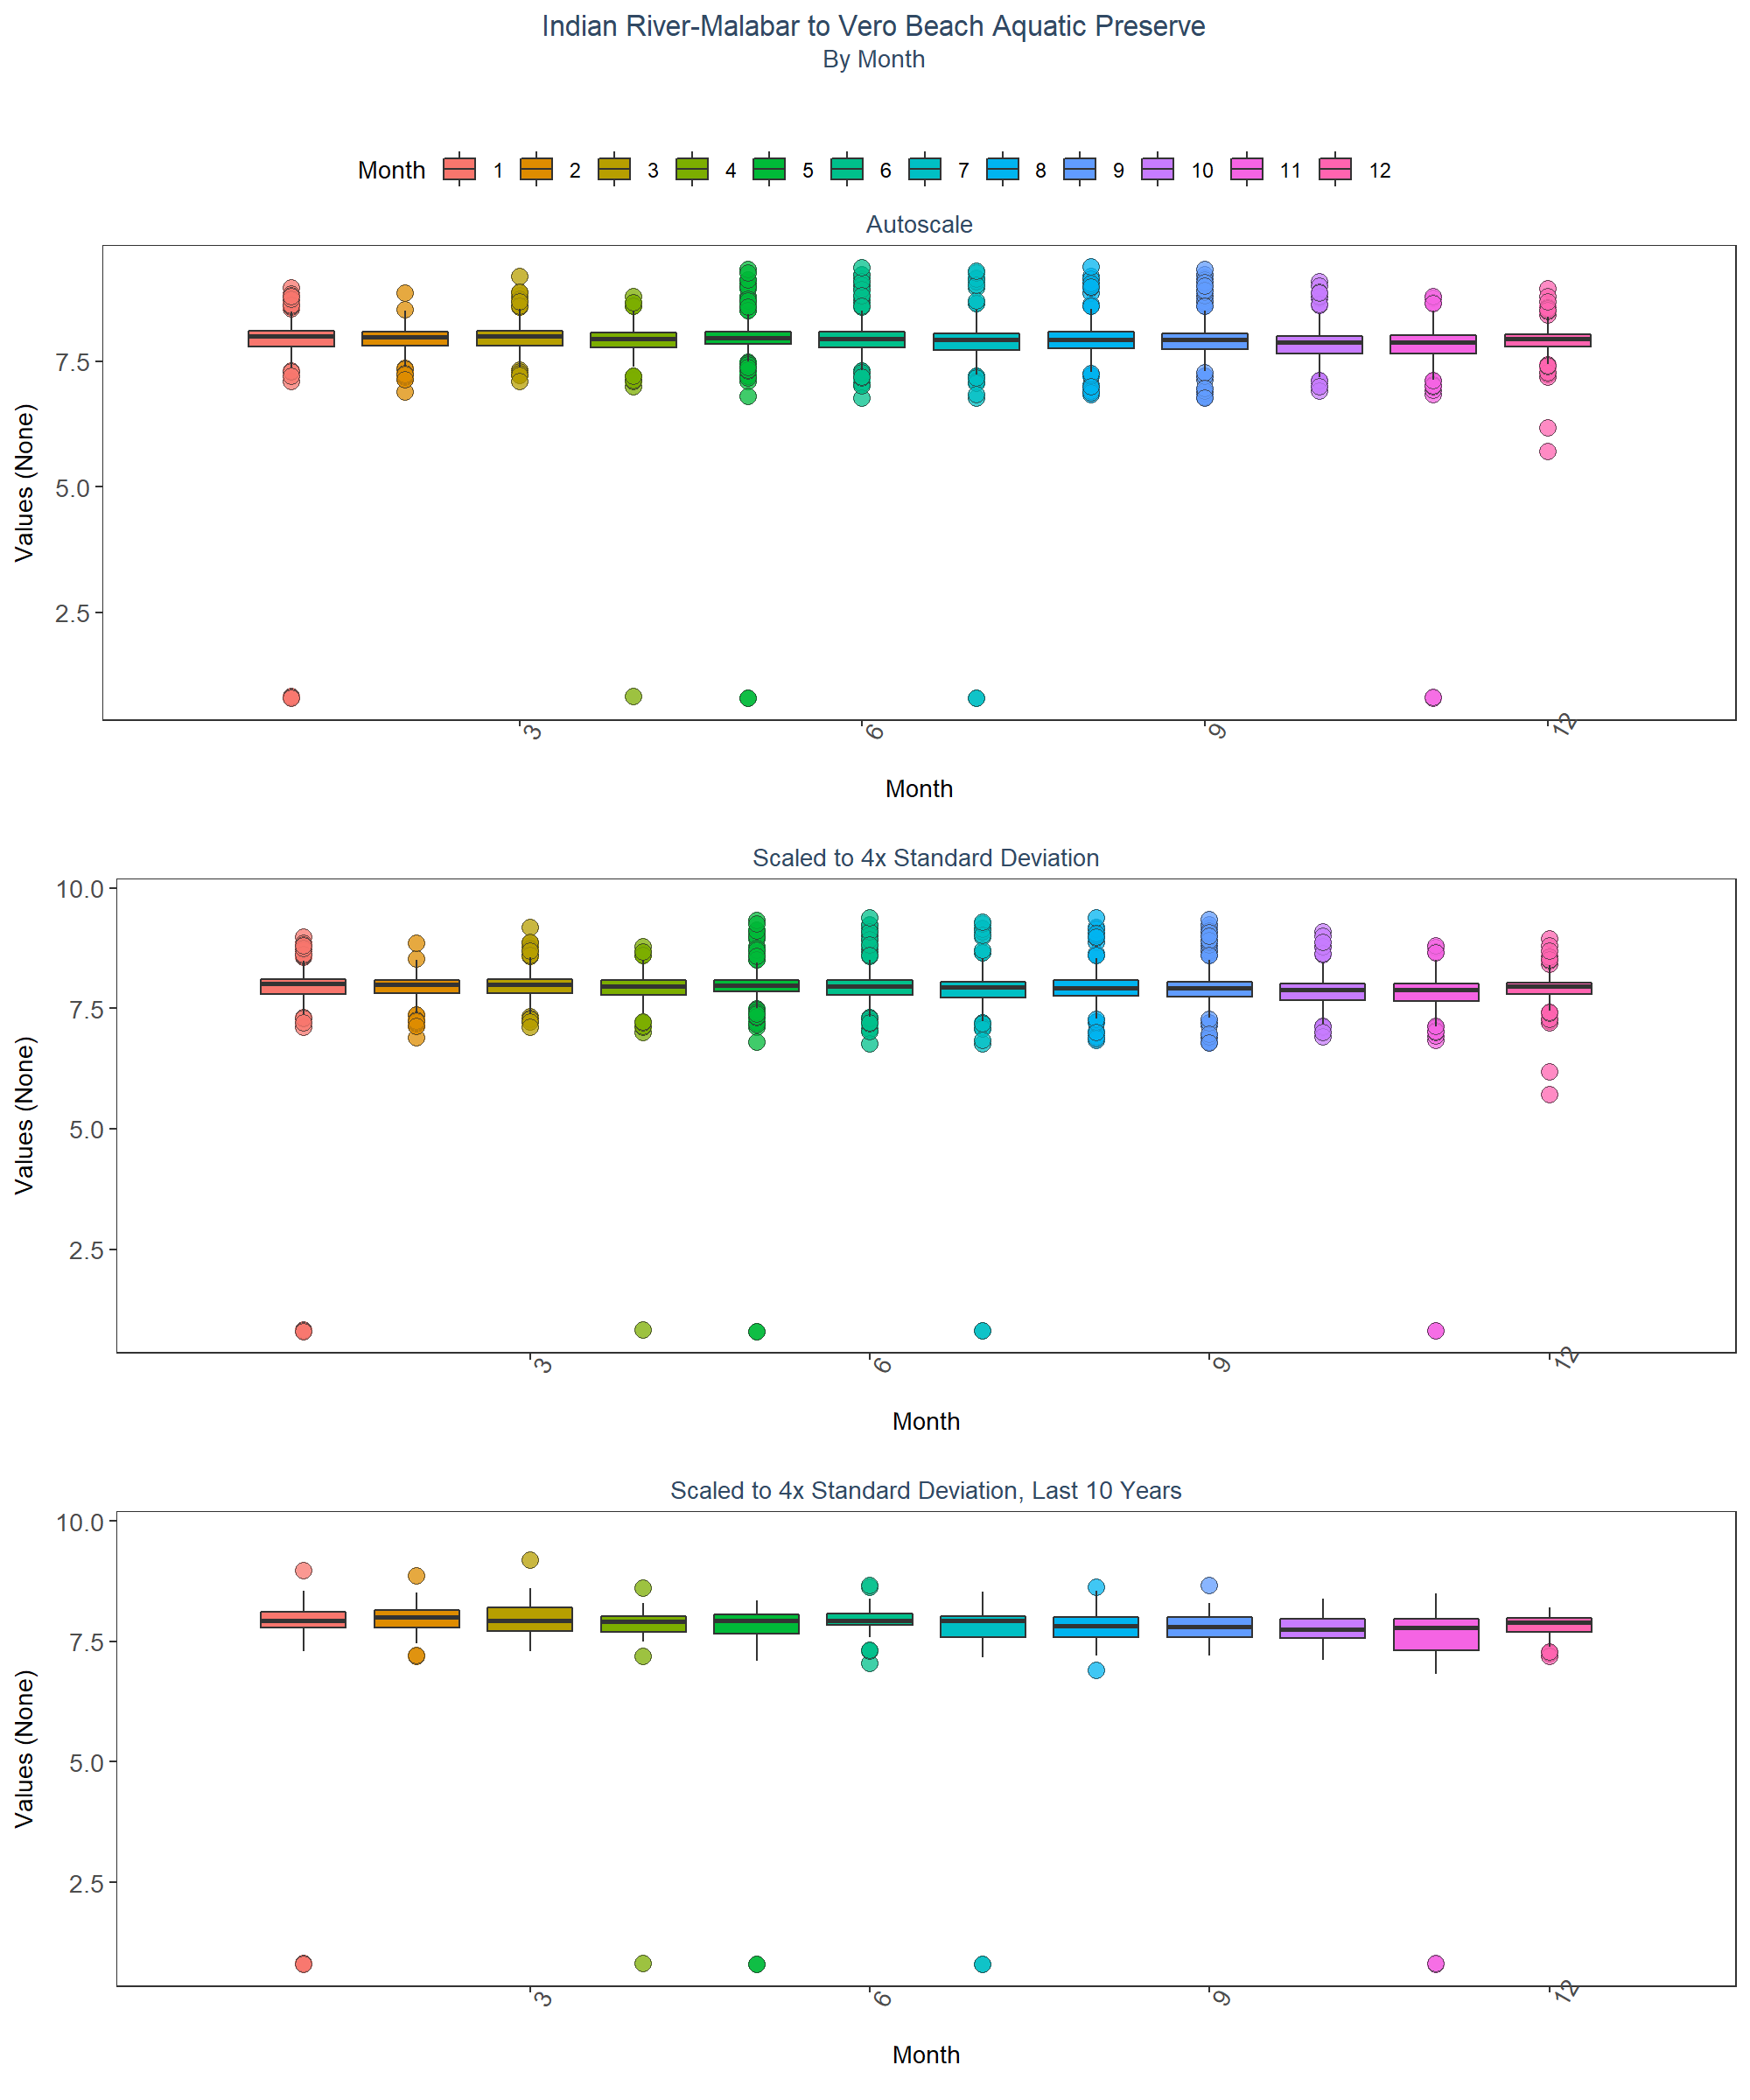 Indian River-Malabar to Vero Beach Aquatic Preserve
By Month
Month 1 2 3 4 5 6 7 8 9 10 11 12
Autoscale
Values (None)
7.5
5.0
2.5
3 6 9 12
Month
Scaled to 4x Standard Deviation
Values (None)
10.0
7.5
5.0
2.5
3 6 9 12
Month
Scaled to 4x Standard Deviation, Last 10 Years
Values (None)
10.0
7.5
5.0
2.5
3 6 9 12
Month